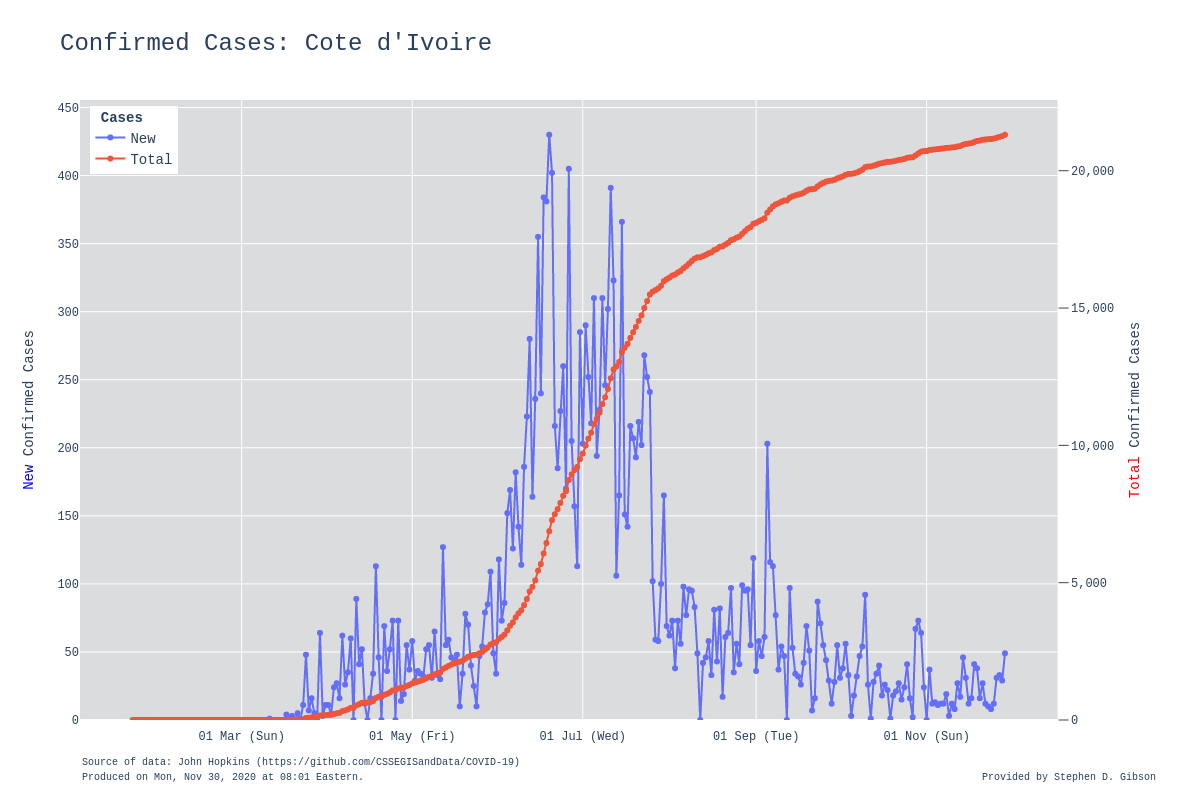 Confirmed Cases: Cote d'Ivoire
Cases
New
Total
450
400
350
300
250
200
150
100
50
0
New Confirmed Cases
20,000
15,000
10,000
5,000
0
Total Confirmed Cases
01 Mar (Sun)
01 May (Fri)
01 Jul (Wed)
01 Sep (Tue)
01 Nov (Sun)
Source of data: John Hopkins (https://github.com/CSSEGISandData/COVID-19)
Produced on Mon, Nov 30, 2020 at 08:01 Eastern.
Provided by Stephen D. Gibson